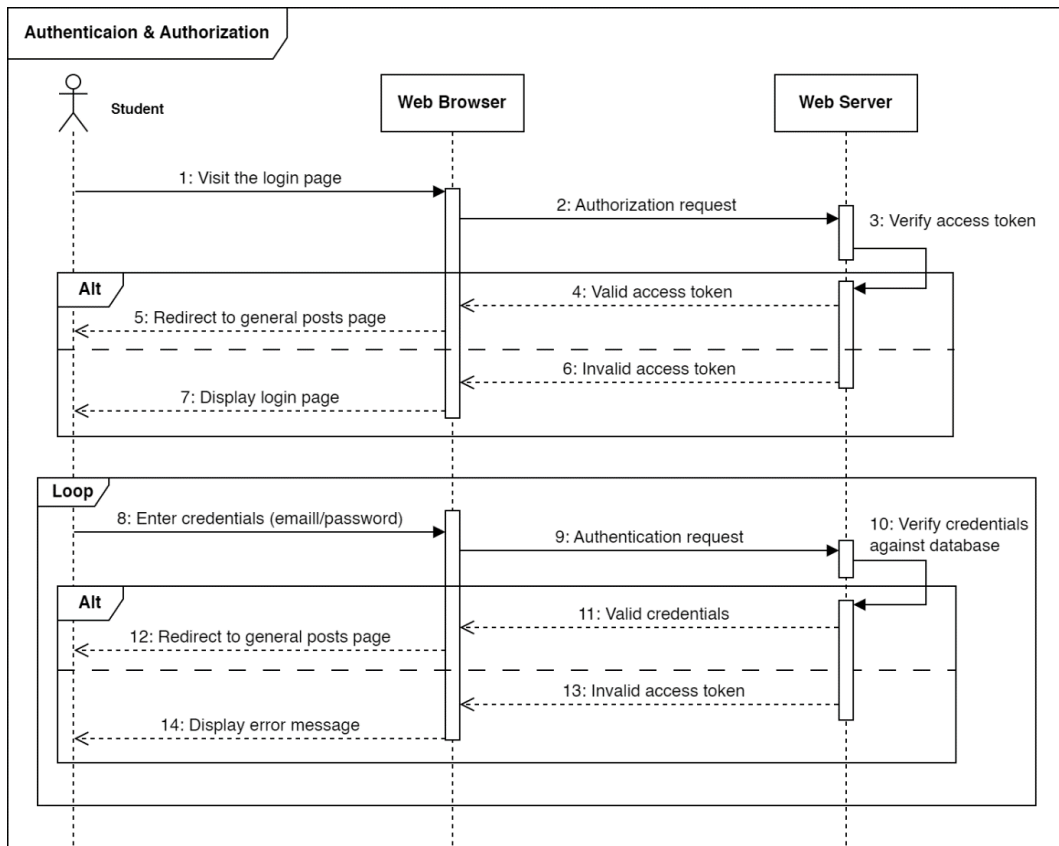 Authenticaion & Authorization
Student
Web Browser
Web Server
1: Visit the login page
2: Authorization request
3: Verify access token
Alt
4: Valid access token
5: Redirect to general posts page
6: Invalid access token
7: Display login page
Loop
8: Enter credentials (emaill/password)
9: Authentication request
10: Verify credentials
against database
Alt
11: Valid credentials
12: Redirect to general posts page
13: Invalid access token
14: Display error message